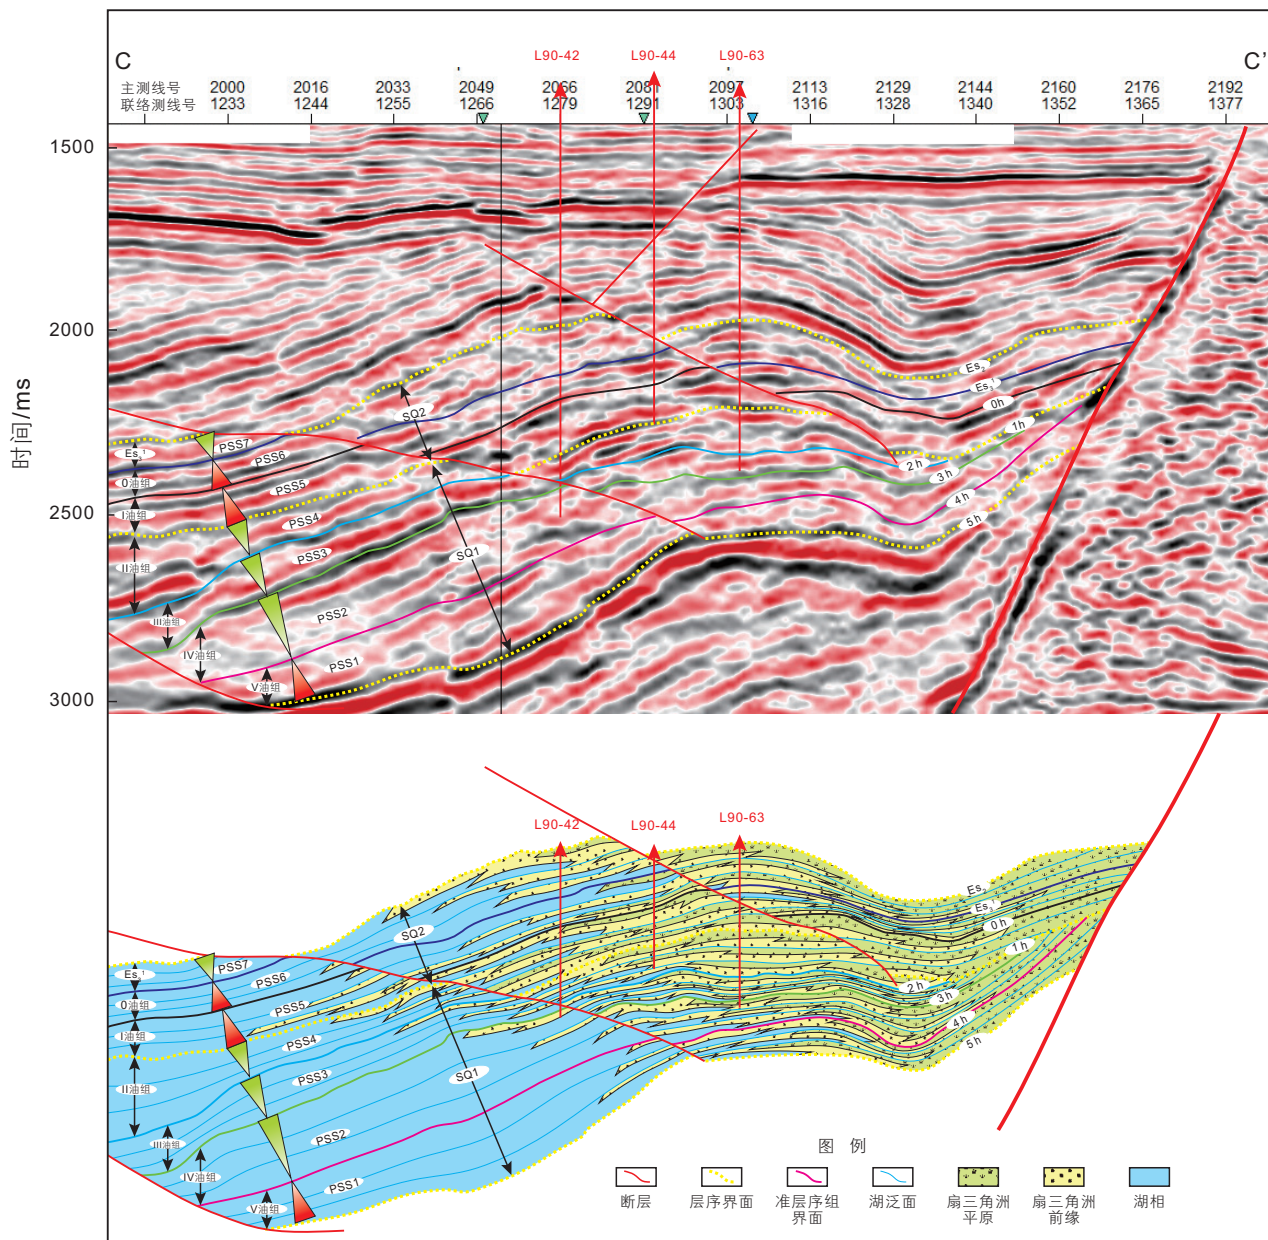 C
C'
L90-42
L90-44
L90-63
主测线号 2000 2016 2033 2049 2066 2081 2097 2113 2129 2144 2160 2176 2192
联络测线号 1233 1244 1255 1266 1279 1291 1303 1316 1328 1340 1352 1365 1377
时间/ms
1500
2000
2500
3000
Es₂
Es₃¹
0h
1h
2h
3h
4h
5h
SQ2
SQ1
PSS7
PSS6
PSS5
PSS4
PSS3
PSS2
PSS1
Es₃¹
0油组
I油组
II油组
III油组
IV油组
V油组
L90-42
L90-44
L90-63
Es₂
Es₃¹
0h
1h
2h
3h
4h
5h
SQ2
SQ1
PSS7
PSS6
PSS5
PSS4
PSS3
PSS2
PSS1
Es₃¹
0油组
I油组
II油组
III油组
IV油组
V油组
图 例
断层
层序界面
准层序组
界面
湖泛面
扇三角洲
平原
扇三角洲
前缘
湖相